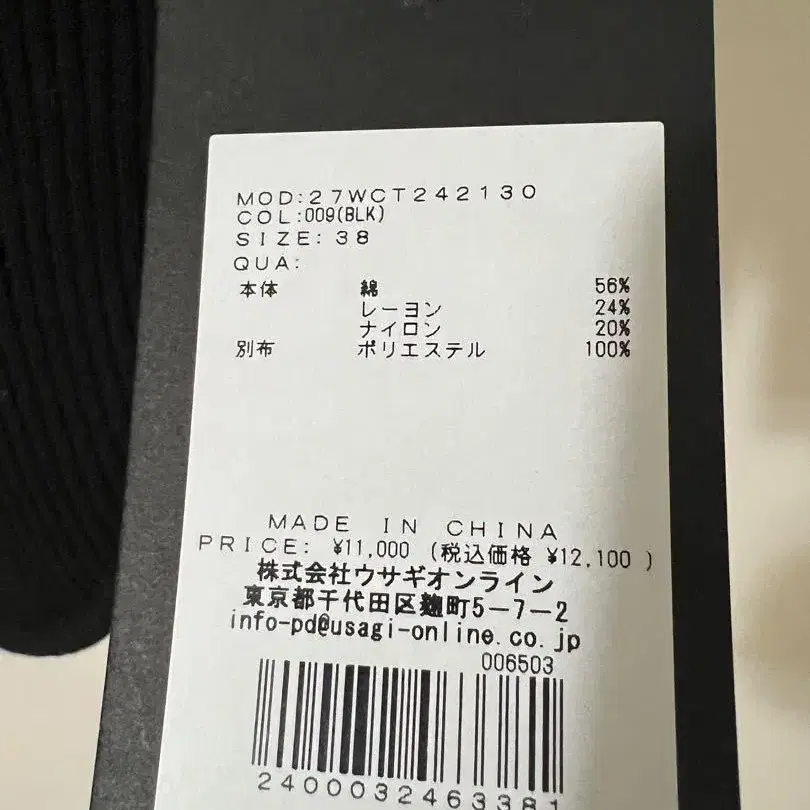 MOD:27WCT242130
COL:009(BLK)
SIZE:38
QUA:
本体 綿 56%
レーヨン 24%
ナイロン 20%
別布 ポリエステル 100%
MADE IN CHINA
PRICE: ¥11,000 (税込価格 ¥12,100 )
株式会社ウサギオンライン
東京都千代田区麹町5-7-2
info-pd@usagi-online.co.jp
006503
2400032463381